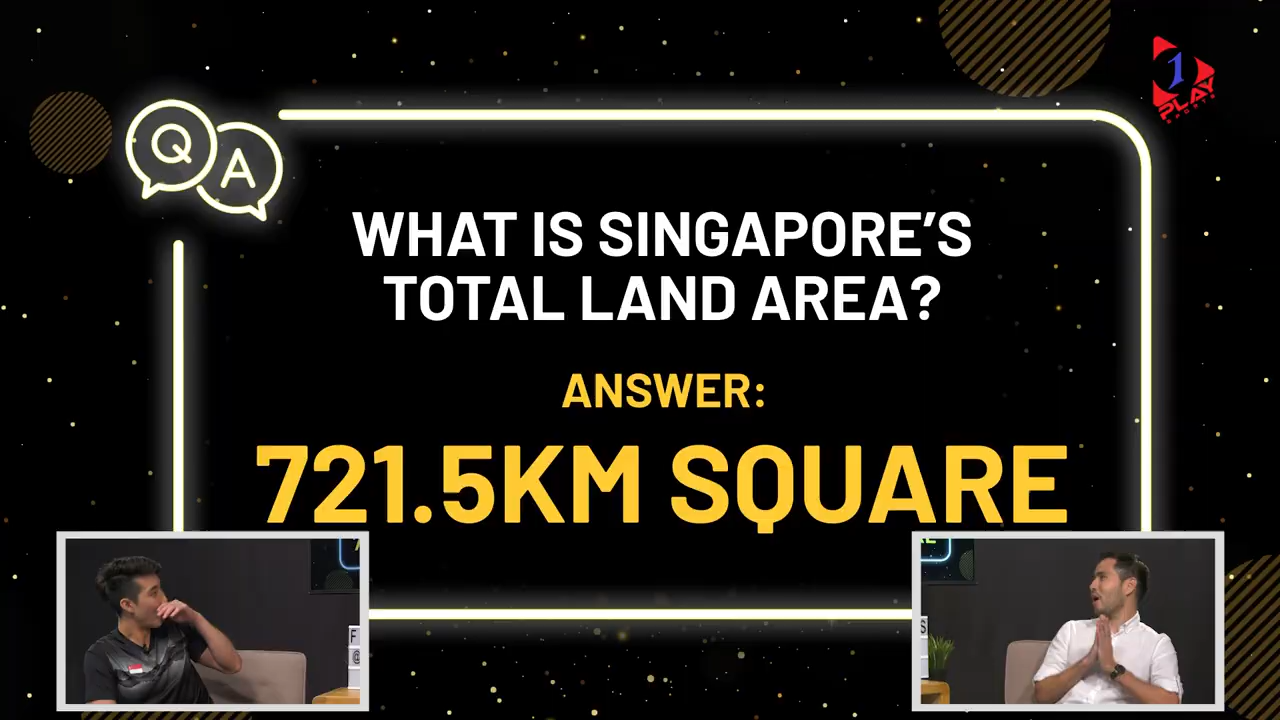 1
PLAY
Q
A
WHAT IS SINGAPORE’S
TOTAL LAND AREA?
ANSWER:
721.5KM SQUARE
F
@
S